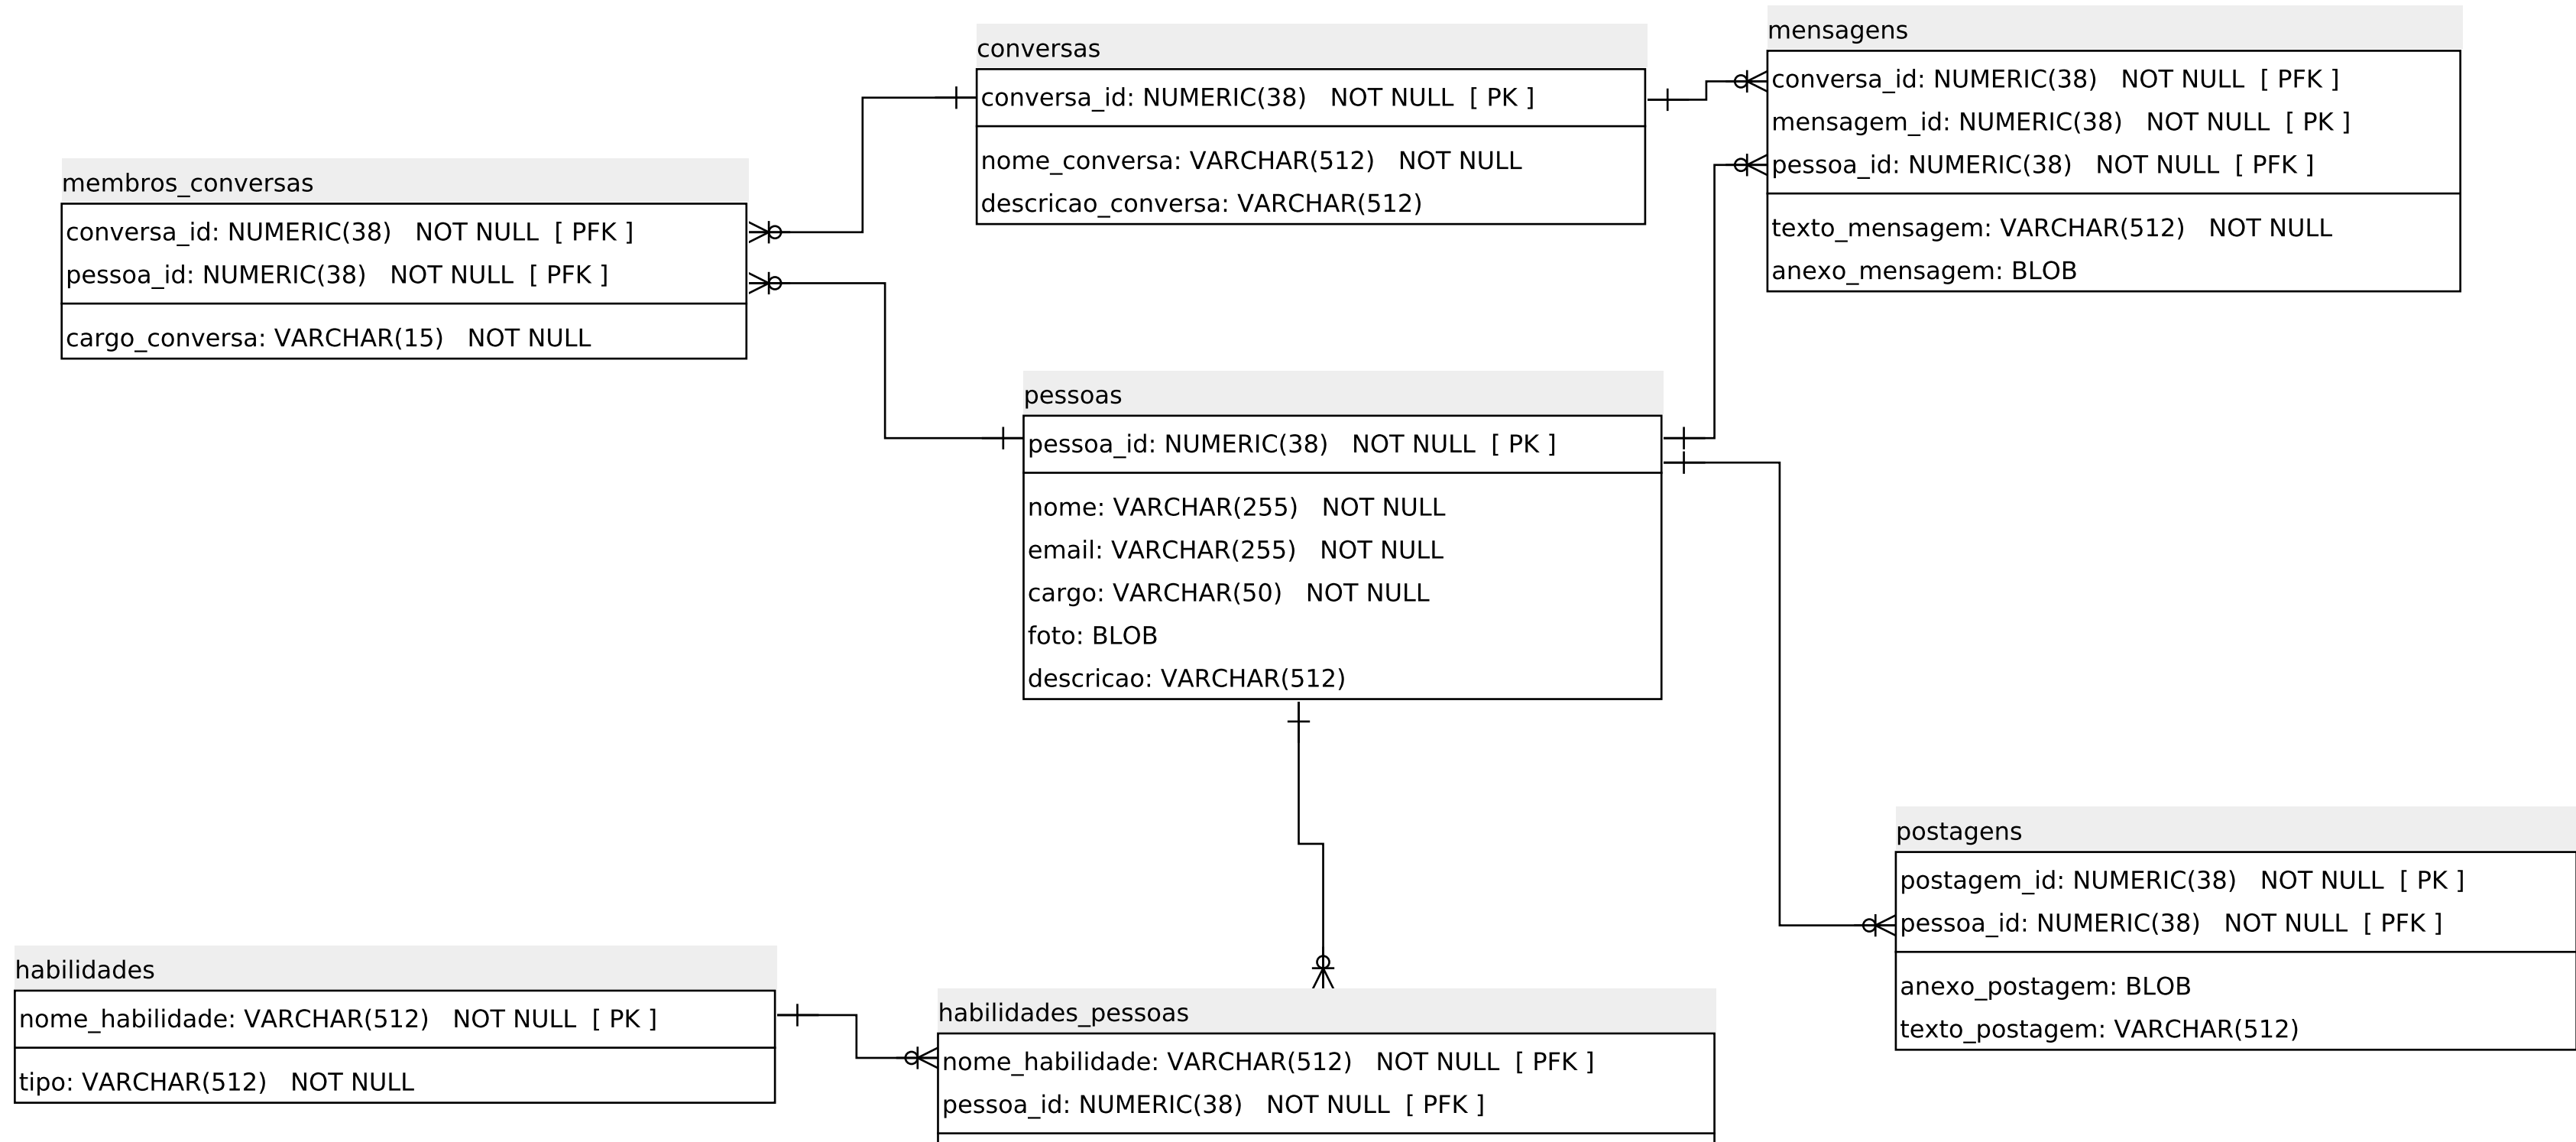 conversas
conversa_id: NUMERIC(38) NOT NULL [ PK ]
nome_conversa: VARCHAR(512) NOT NULL
descricao_conversa: VARCHAR(512)
mensagens
conversa_id: NUMERIC(38) NOT NULL [ PFK ]
mensagem_id: NUMERIC(38) NOT NULL [ PK ]
pessoa_id: NUMERIC(38) NOT NULL [ PFK ]
texto_mensagem: VARCHAR(512) NOT NULL
anexo_mensagem: BLOB
membros_conversas
conversa_id: NUMERIC(38) NOT NULL [ PFK ]
pessoa_id: NUMERIC(38) NOT NULL [ PFK ]
cargo_conversa: VARCHAR(15) NOT NULL
pessoas
pessoa_id: NUMERIC(38) NOT NULL [ PK ]
nome: VARCHAR(255) NOT NULL
email: VARCHAR(255) NOT NULL
cargo: VARCHAR(50) NOT NULL
foto: BLOB
descricao: VARCHAR(512)
postagens
postagem_id: NUMERIC(38) NOT NULL [ PK ]
pessoa_id: NUMERIC(38) NOT NULL [ PFK ]
anexo_postagem: BLOB
texto_postagem: VARCHAR(512)
habilidades
nome_habilidade: VARCHAR(512) NOT NULL [ PK ]
tipo: VARCHAR(512) NOT NULL
habilidades_pessoas
nome_habilidade: VARCHAR(512) NOT NULL [ PFK ]
pessoa_id: NUMERIC(38) NOT NULL [ PFK ]